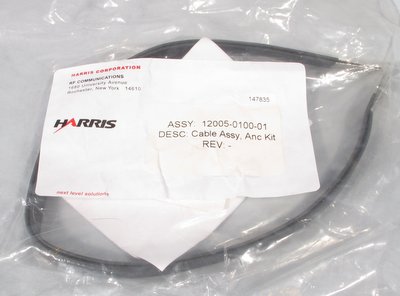 HARRIS CORPORATION
RF COMMUNICATIONS
1680 University Avenue
Rochester, New York 14610
147835
HARRIS
ASSY: 12005-0100-01
DESC: Cable Assy, Anc Kit
REV: -
next level solutions